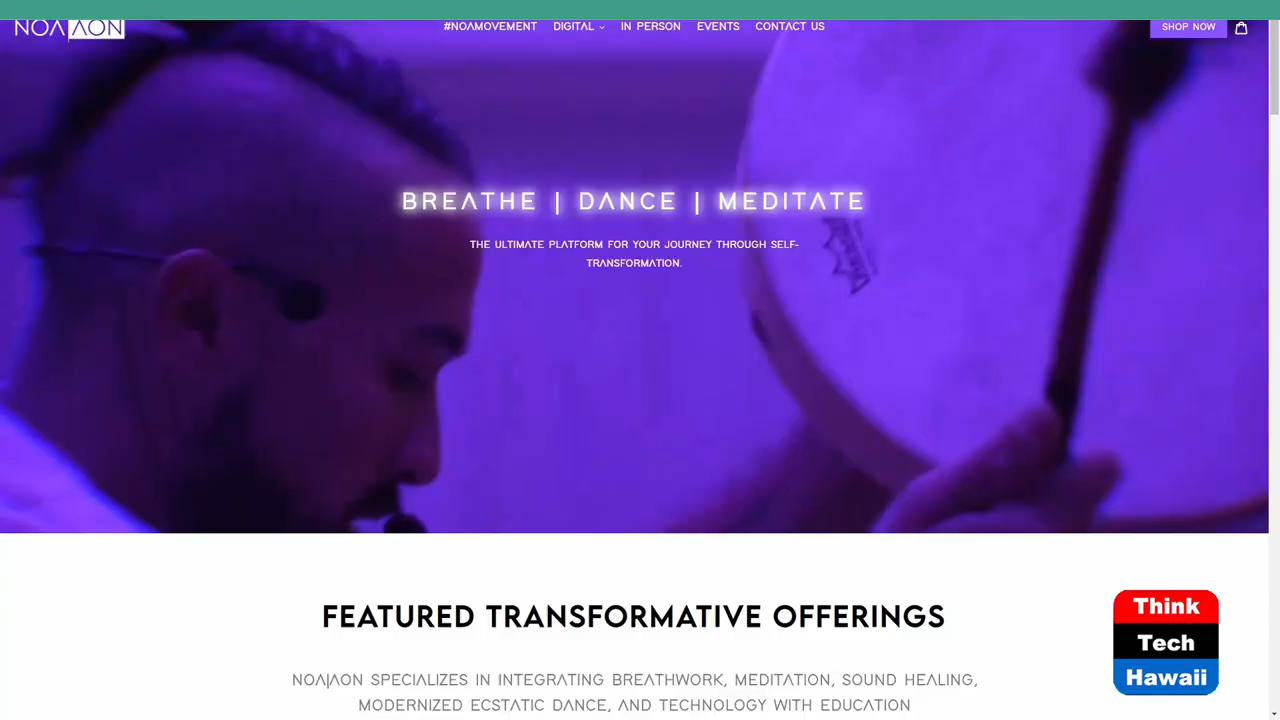 NOA|AON
#NOAMOVEMENT
DIGITAL
IN PERSON
EVENTS
CONTACT US
SHOP NOW
BREATHE | DANCE | MEDITATE
THE ULTIMATE PLATFORM FOR YOUR JOURNEY THROUGH SELF-
TRANSFORMATION.
REMO
FEATURED TRANSFORMATIVE OFFERINGS
NOA|AON SPECIALIZES IN INTEGRATING BREATHWORK, MEDITATION, SOUND HEALING,
MODERNIZED ECSTATIC DANCE, AND TECHNOLOGY WITH EDUCATION
Think
Tech
Hawaii